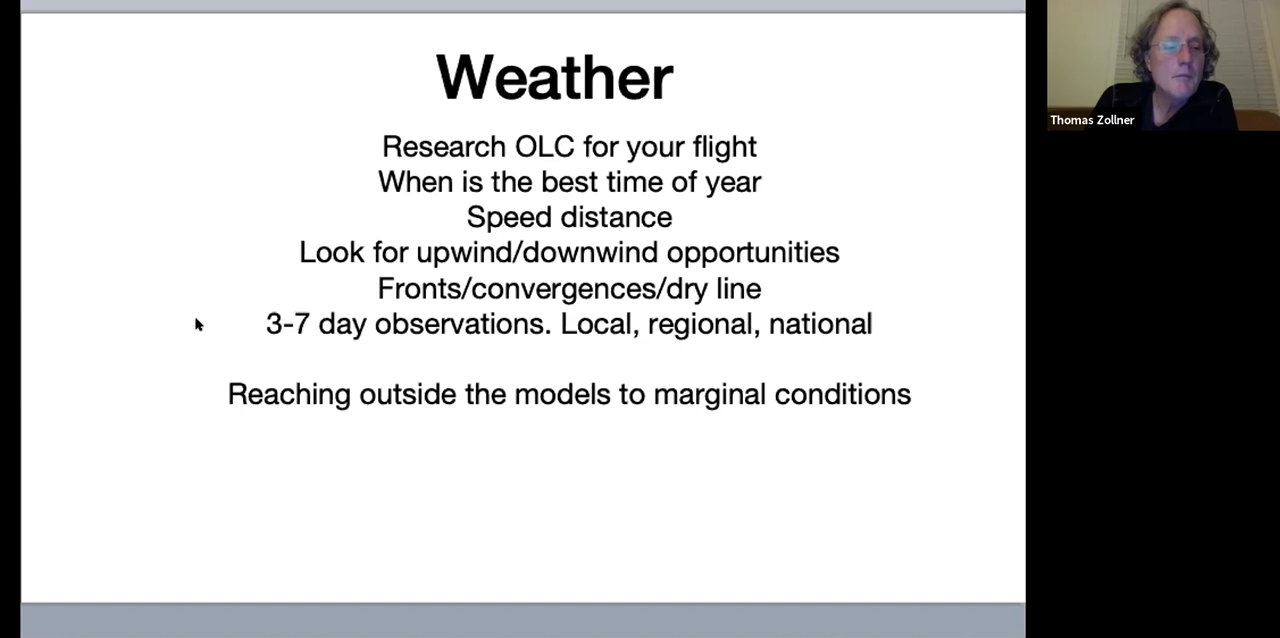 Weather
Research OLC for your flight
When is the best time of year
Speed distance
Look for upwind/downwind opportunities
Fronts/convergences/dry line
3-7 day observations. Local, regional, national
Reaching outside the models to marginal conditions
Thomas Zollner